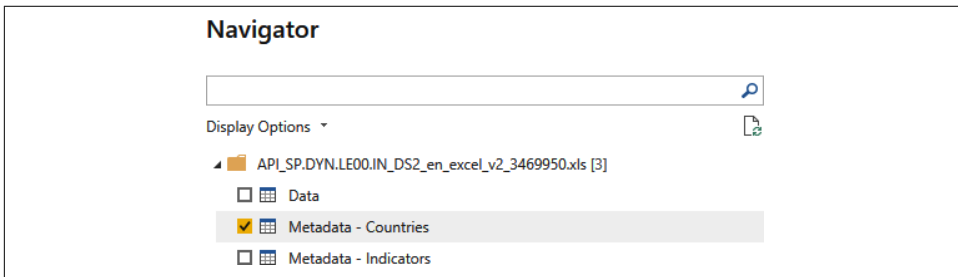 Navigator
Display Options
API_SP.DYN.LE00.IN_DS2_en_excel_v2_3469950.xls [3]
Data
Metadata - Countries
Metadata - Indicators